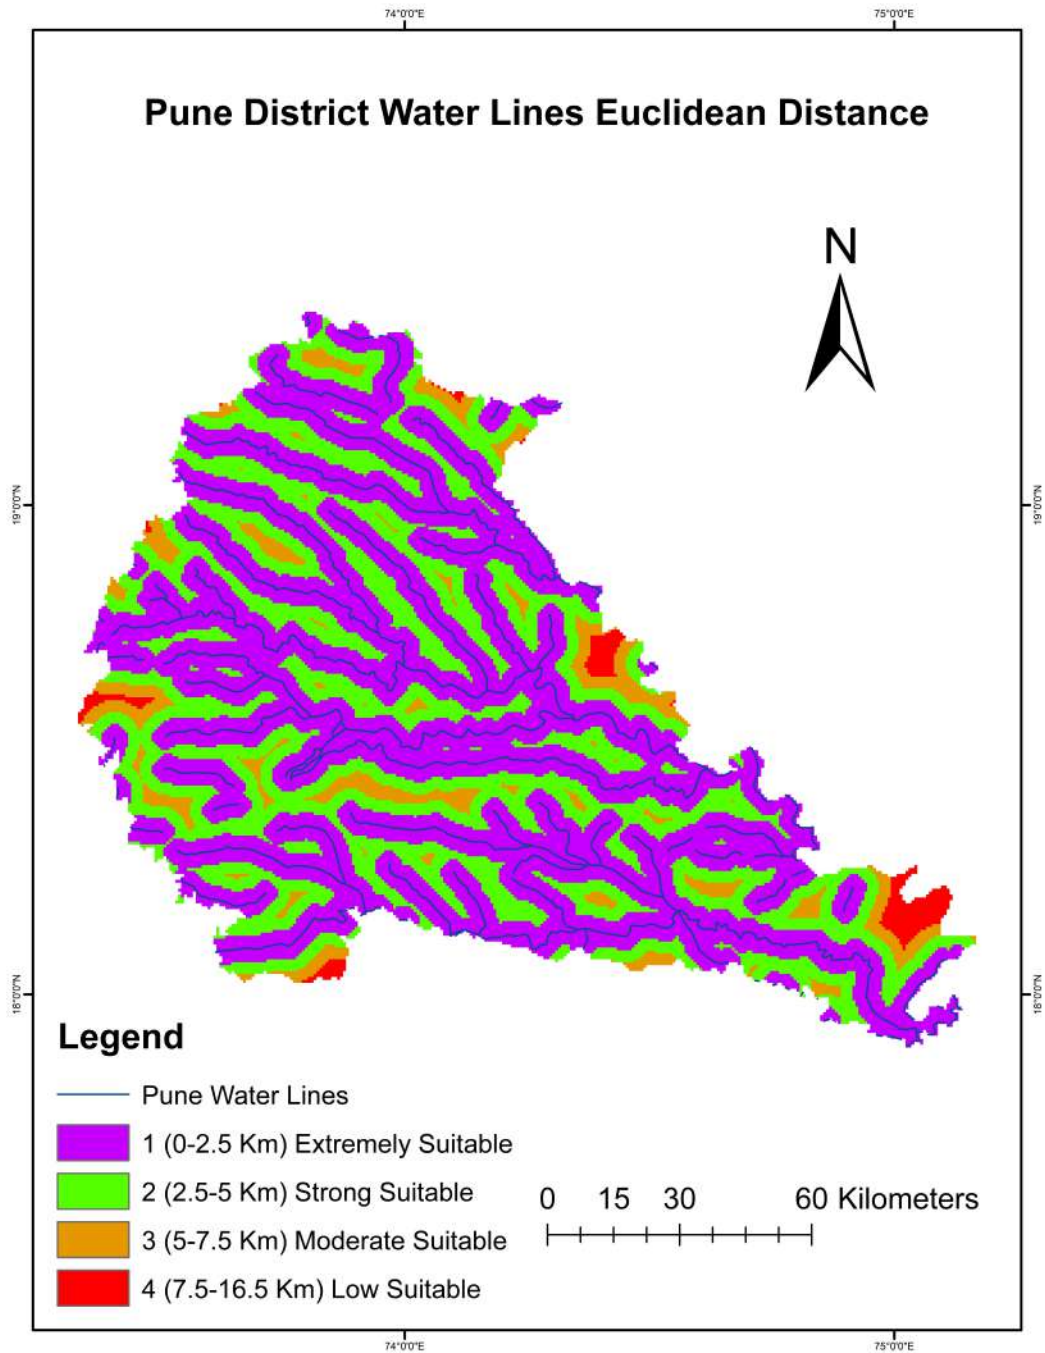 74°0'0"E
75°0'0"E
Pune District Water Lines Euclidean Distance
N
19°0'0"N
19°0'0"N
18°0'0"N
18°0'0"N
Legend
Pune Water Lines
1 (0-2.5 Km) Extremely Suitable
2 (2.5-5 Km) Strong Suitable
3 (5-7.5 Km) Moderate Suitable
4 (7.5-16.5 Km) Low Suitable
0 15 30 60 Kilometers
74°0'0"E
75°0'0"E